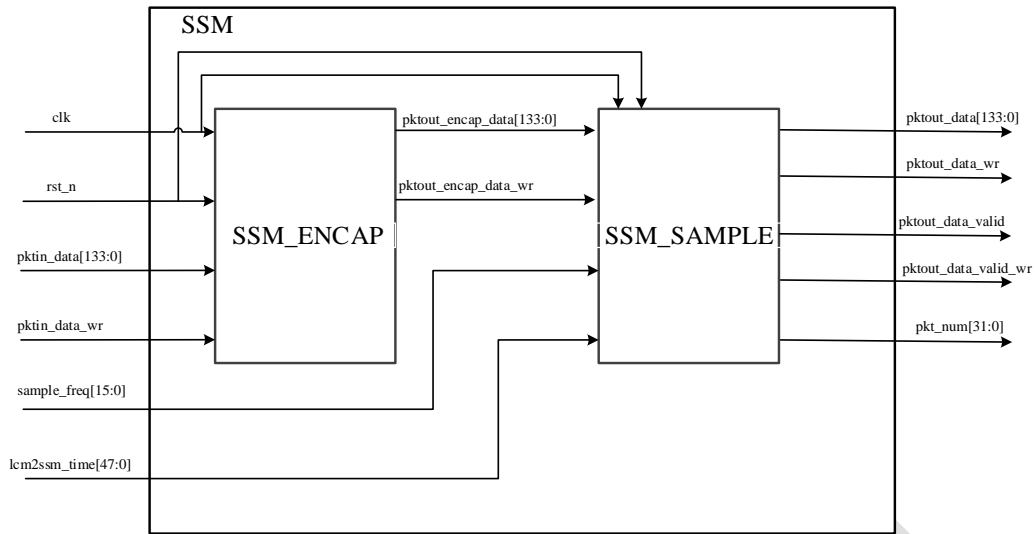 SSM
clk
rst_n
pktin_data[133:0]
pktin_data_wr
sample_freq[15:0]
lcm2ssm_time[47:0]
SSM_ENCAP
pktout_encap_data[133:0]
pktout_encap_data_wr
SSM_SAMPLE
pktout_data[133:0]
pktout_data_wr
pktout_data_valid
pktout_data_valid_wr
pkt_num[31:0]